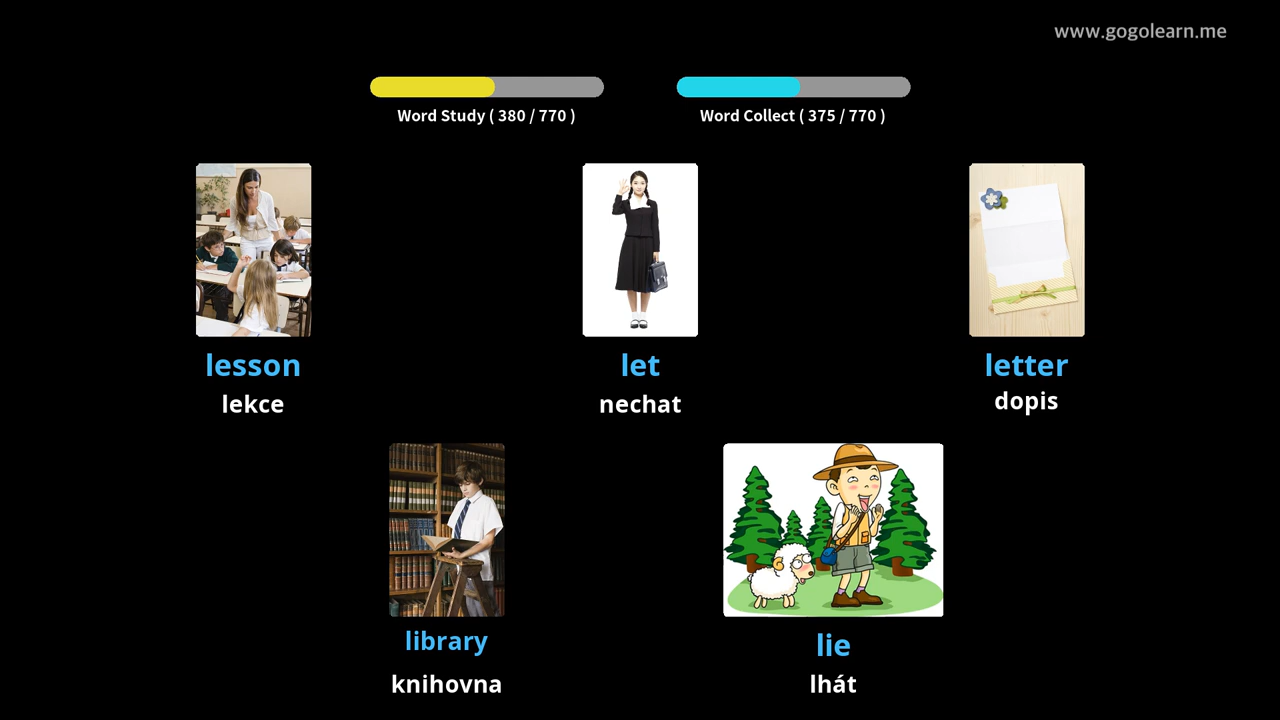 www.gogolearn.me
Word Study ( 380 / 770 )
Word Collect ( 375 / 770 )
lesson
lekce
let
nechat
letter
dopis
library
knihovna
lie
lhát